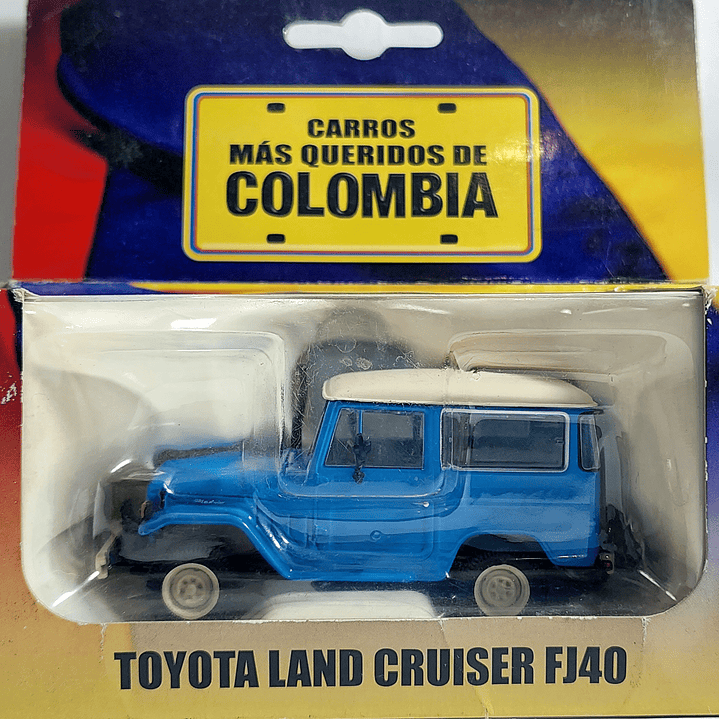 CARROS
MÁS QUERIDOS DE
COLOMBIA
TOYOTA LAND CRUISER FJ40